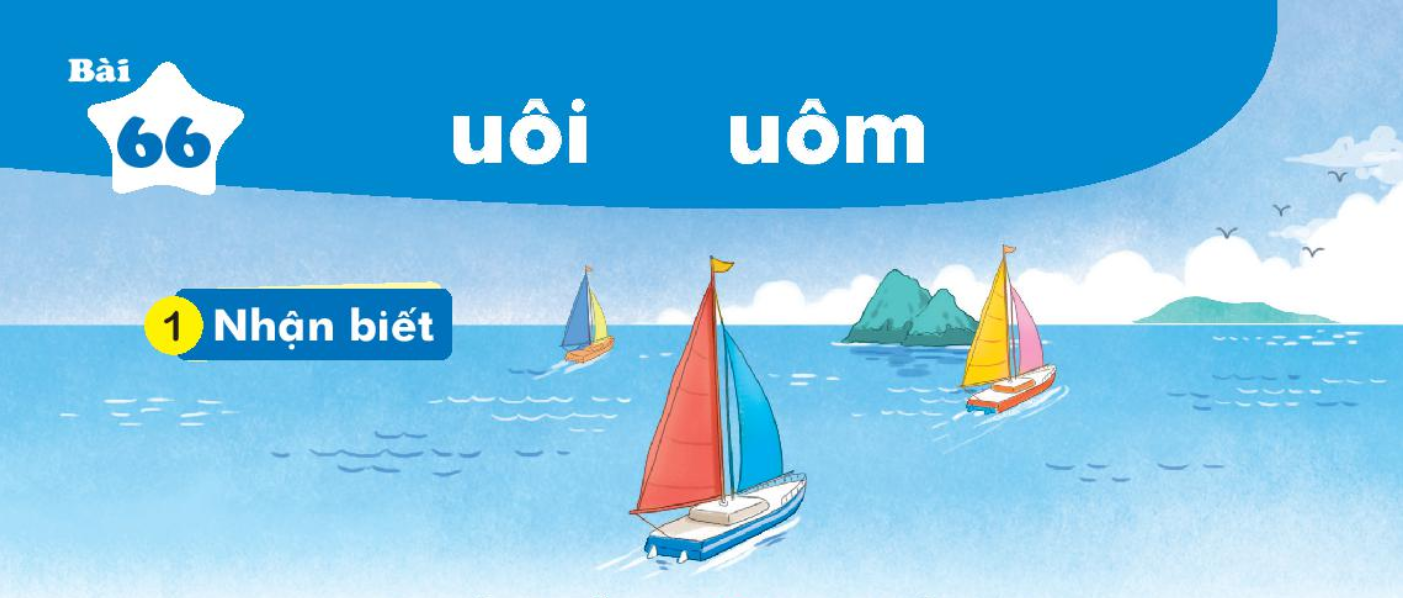 Bài
66
uôi uôm
1 Nhận biết